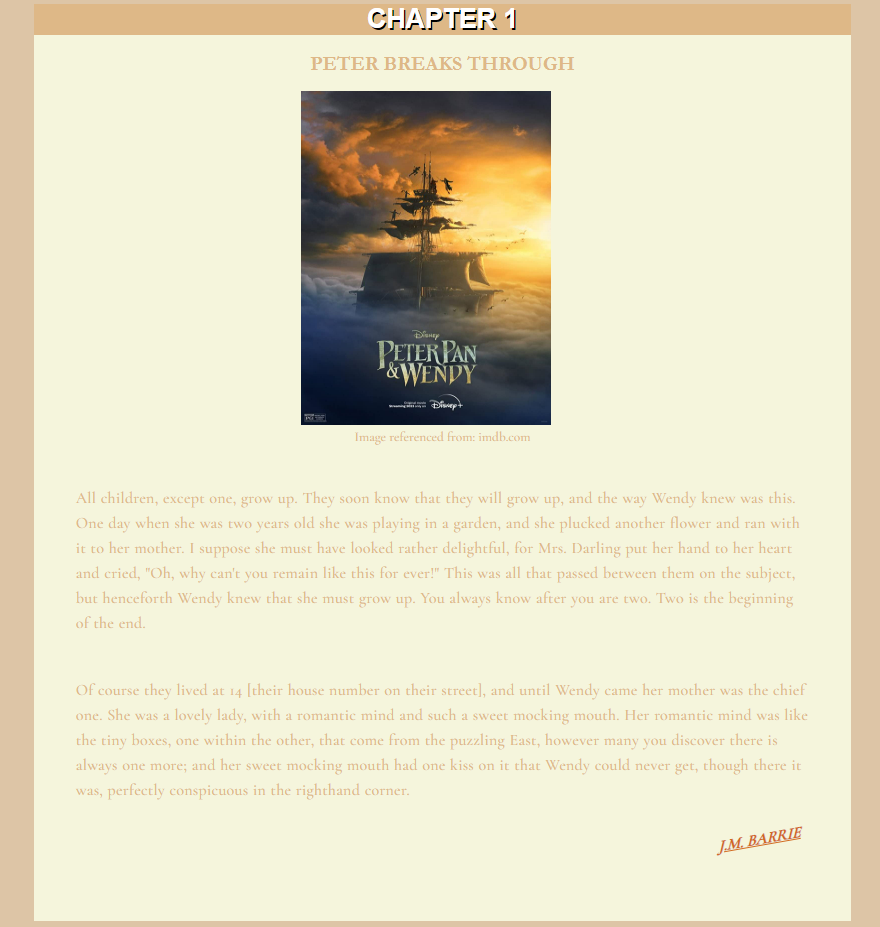 CHAPTER 1
PETER BREAKS THROUGH
Disney
PETER PAN
& WENDY
Original movie
Streaming 2023 only on
Disney+
PG
Image referenced from: imdb.com
All children, except one, grow up. They soon know that they will grow up, and the way Wendy knew was this.
One day when she was two years old she was playing in a garden, and she plucked another flower and ran with
it to her mother. I suppose she must have looked rather delightful, for Mrs. Darling put her hand to her heart
and cried, "Oh, why can't you remain like this for ever!" This was all that passed between them on the subject,
but henceforth Wendy knew that she must grow up. You always know after you are two. Two is the beginning
of the end.
Of course they lived at 14 [their house number on their street], and until Wendy came her mother was the chief
one. She was a lovely lady, with a romantic mind and such a sweet mocking mouth. Her romantic mind was like
the tiny boxes, one within the other, that come from the puzzling East, however many you discover there is
always one more; and her sweet mocking mouth had one kiss on it that Wendy could never get, though there it
was, perfectly conspicuous in the righthand corner.
J.M. BARRIE